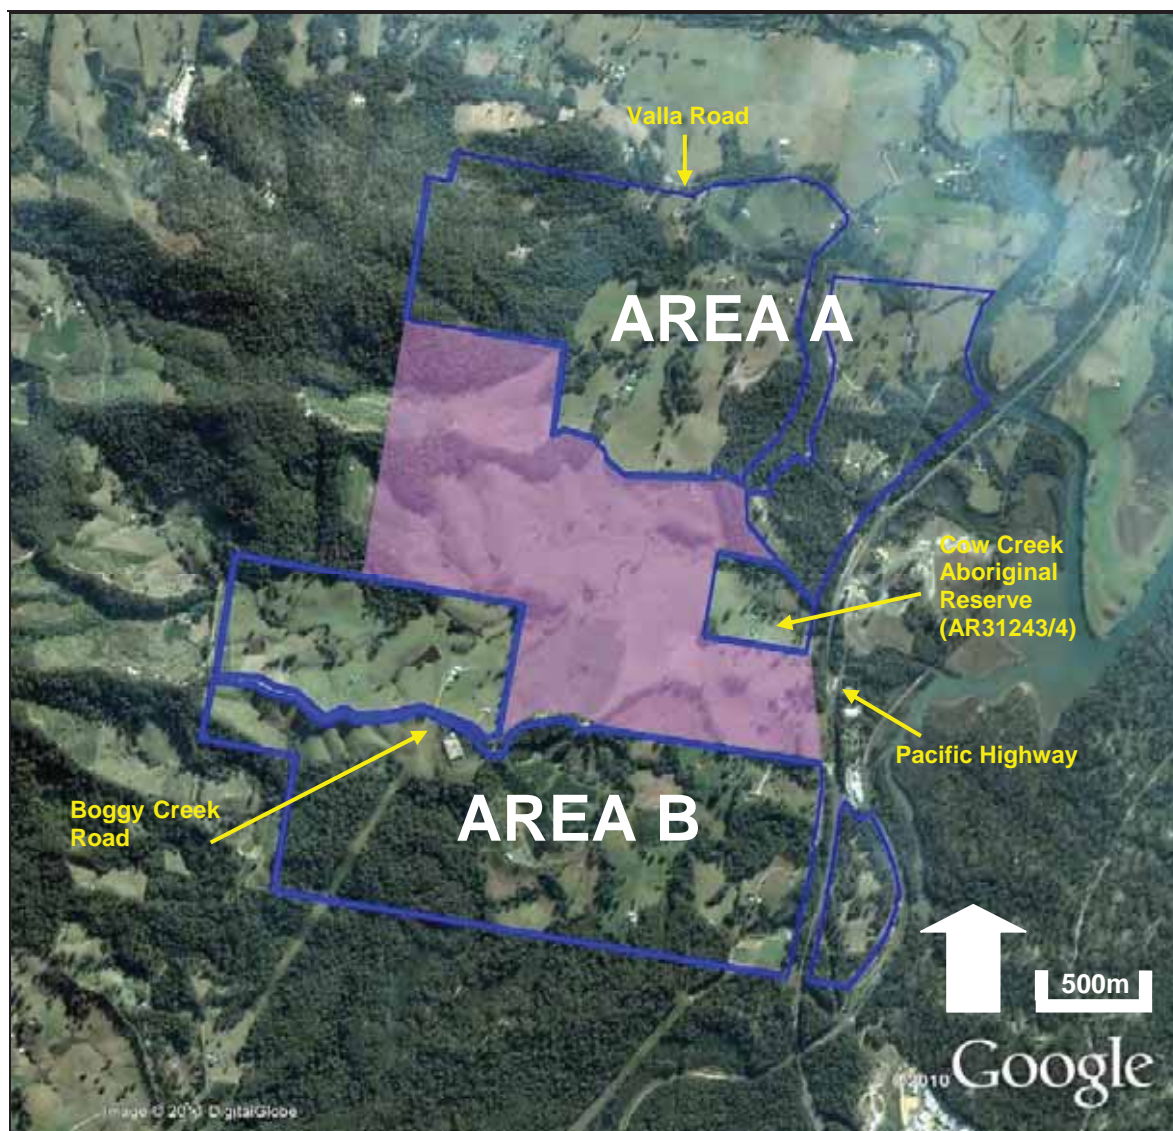 Valla Road
AREA A
Cow Creek
Aboriginal
Reserve
(AR31243/4)
Pacific Highway
Boggy Creek
Road
AREA B
500m
©2010 Google
Image © 2010 DigitalGlobe